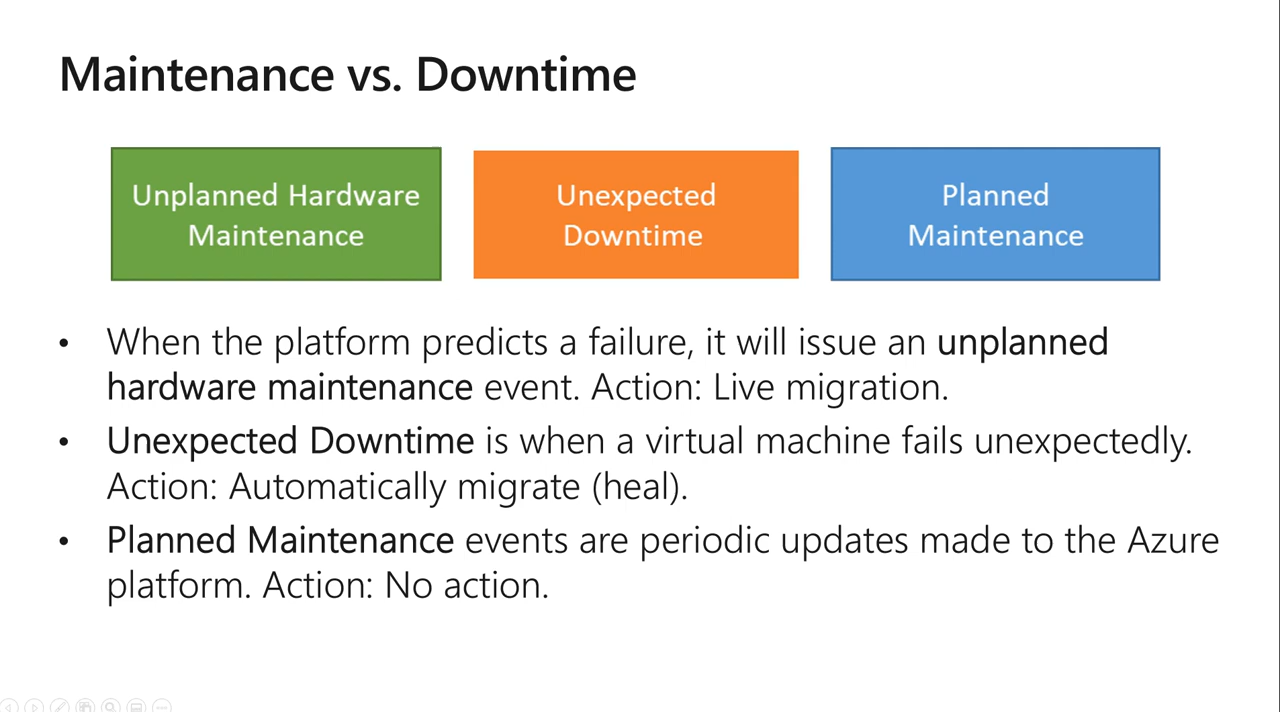 Maintenance vs. Downtime
Unplanned Hardware
Maintenance
Unexpected
Downtime
Planned
Maintenance
• When the platform predicts a failure, it will issue an unplanned
hardware maintenance event. Action: Live migration.
• Unexpected Downtime is when a virtual machine fails unexpectedly.
Action: Automatically migrate (heal).
• Planned Maintenance events are periodic updates made to the Azure
platform. Action: No action.